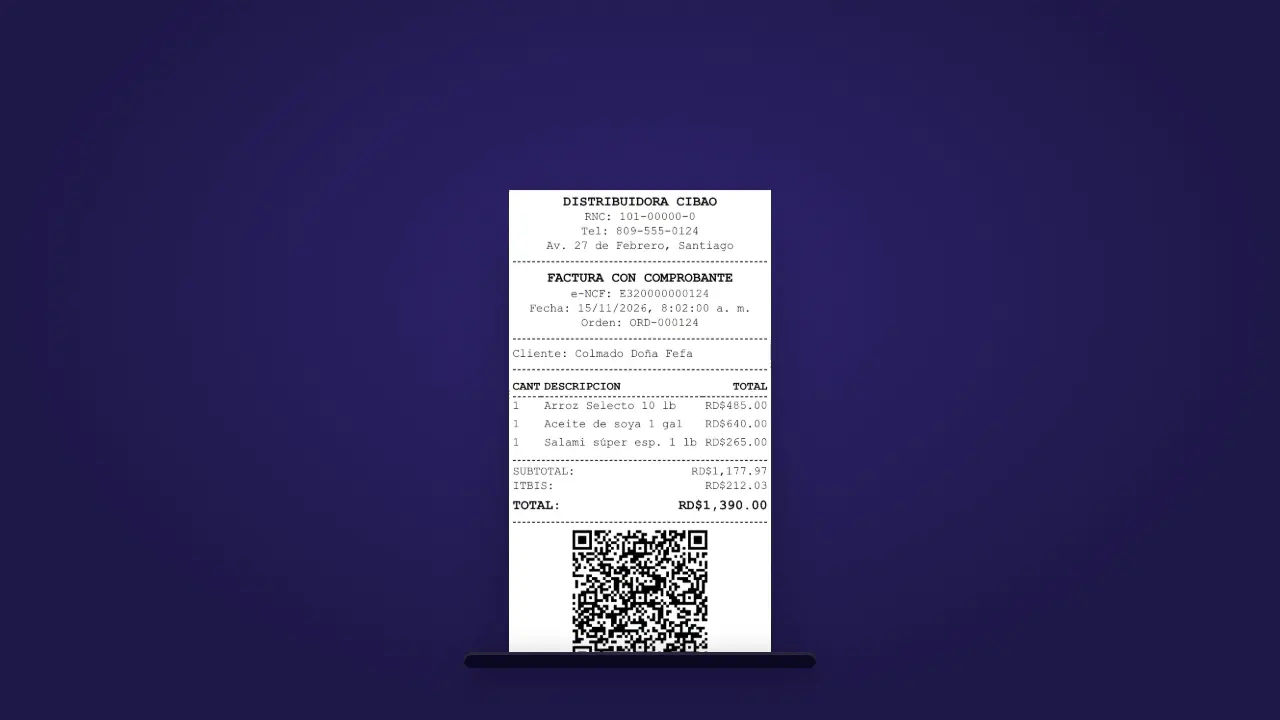 DISTRIBUIDORA CIBAO
RNC: 101-00000-0
Tel: 809-555-0124
Av. 27 de Febrero, Santiago
FACTURA CON COMPROBANTE
e-NCF: E320000000124
Fecha: 15/11/2026, 8:02:00 a. m.
Orden: ORD-000124
Cliente: Colmado Doña Fefa
CANT DESCRIPCION TOTAL
1 Arroz Selecto 10 lb RD$485.00
1 Aceite de soya 1 gal RD$640.00
1 Salami súper esp. 1 lb RD$265.00
SUBTOTAL: RD$1,177.97
ITBIS: RD$212.03
TOTAL: RD$1,390.00